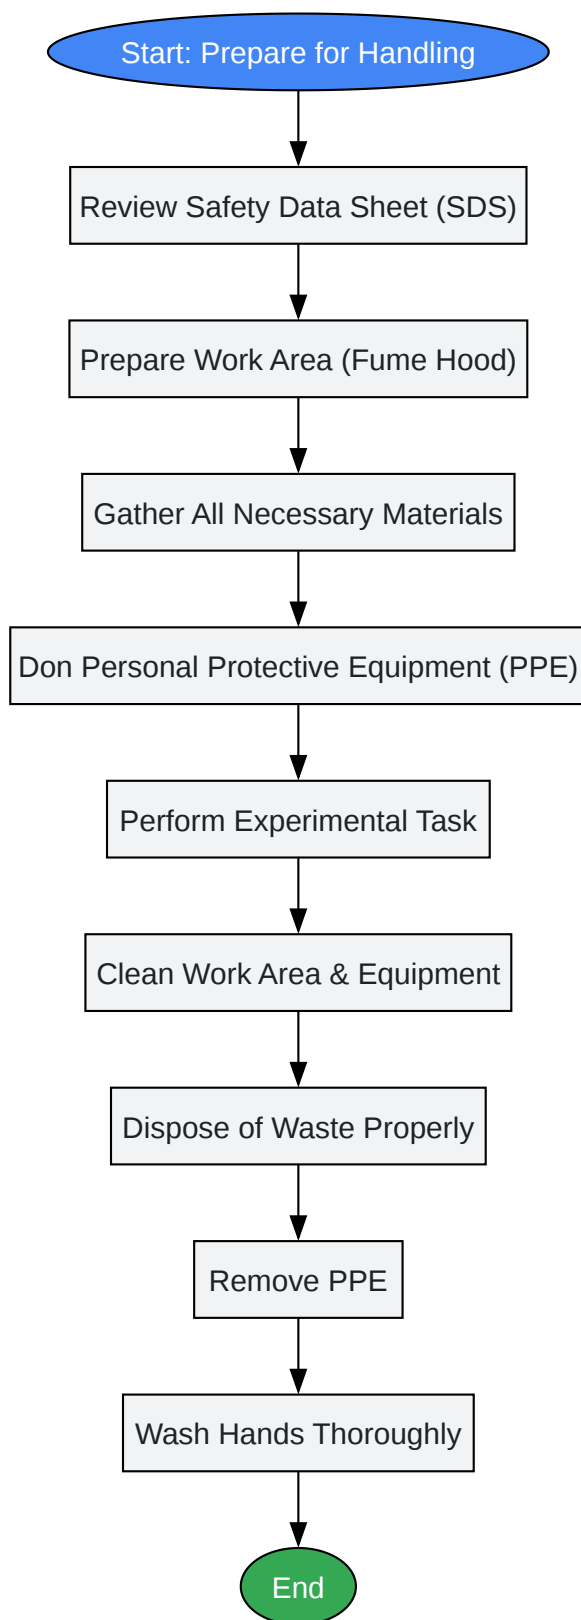 Start: Prepare for Handling
Review Safety Data Sheet (SDS)
Prepare Work Area (Fume Hood)
Gather All Necessary Materials
Don Personal Protective Equipment (PPE)
Perform Experimental Task
Clean Work Area & Equipment
Dispose of Waste Properly
Remove PPE
Wash Hands Thoroughly
End